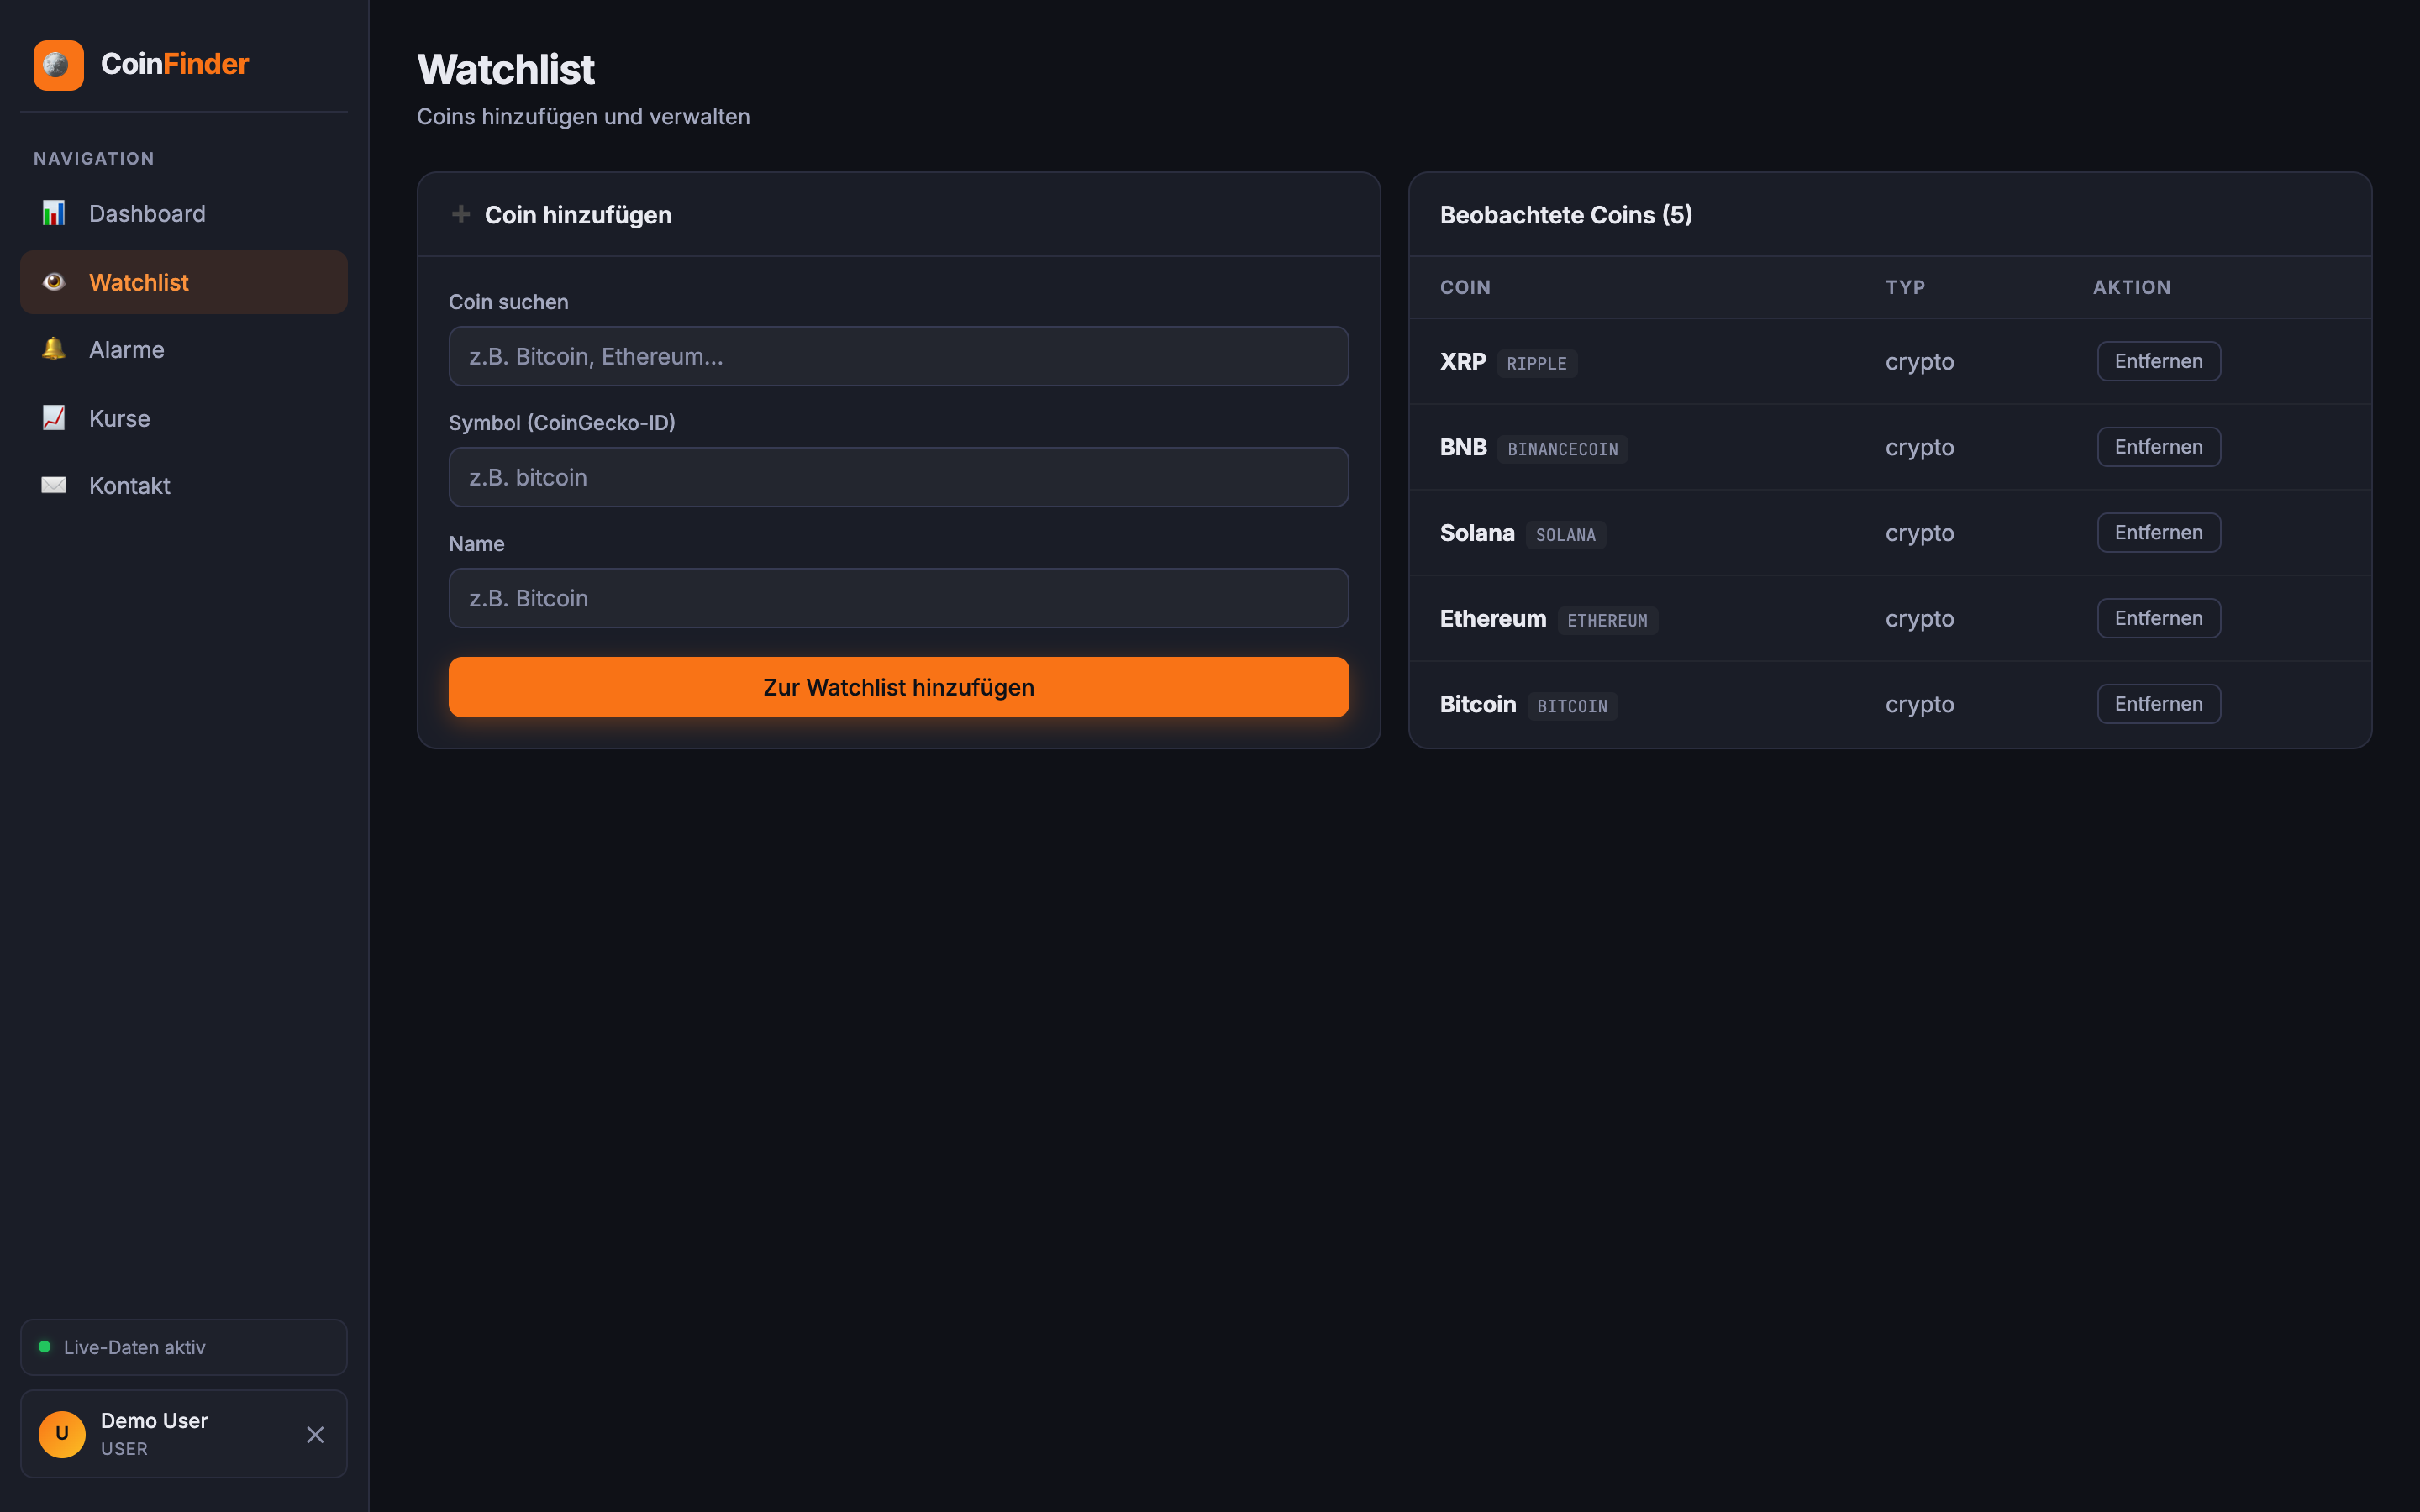 CoinFinder
NAVIGATION
Dashboard
Watchlist
Alarme
Kurse
Kontakt
Live-Daten aktiv
U
Demo User
USER
Watchlist
Coins hinzufügen und verwalten
Coin hinzufügen
Coin suchen
z.B. Bitcoin, Ethereum...
Symbol (CoinGecko-ID)
z.B. bitcoin
Name
z.B. Bitcoin
Zur Watchlist hinzufügen
Beobachtete Coins (5)
COIN TYP AKTION
XRP RIPPLE crypto Entfernen
BNB BINANCECOIN crypto Entfernen
Solana SOLANA crypto Entfernen
Ethereum ETHEREUM crypto Entfernen
Bitcoin BITCOIN crypto Entfernen